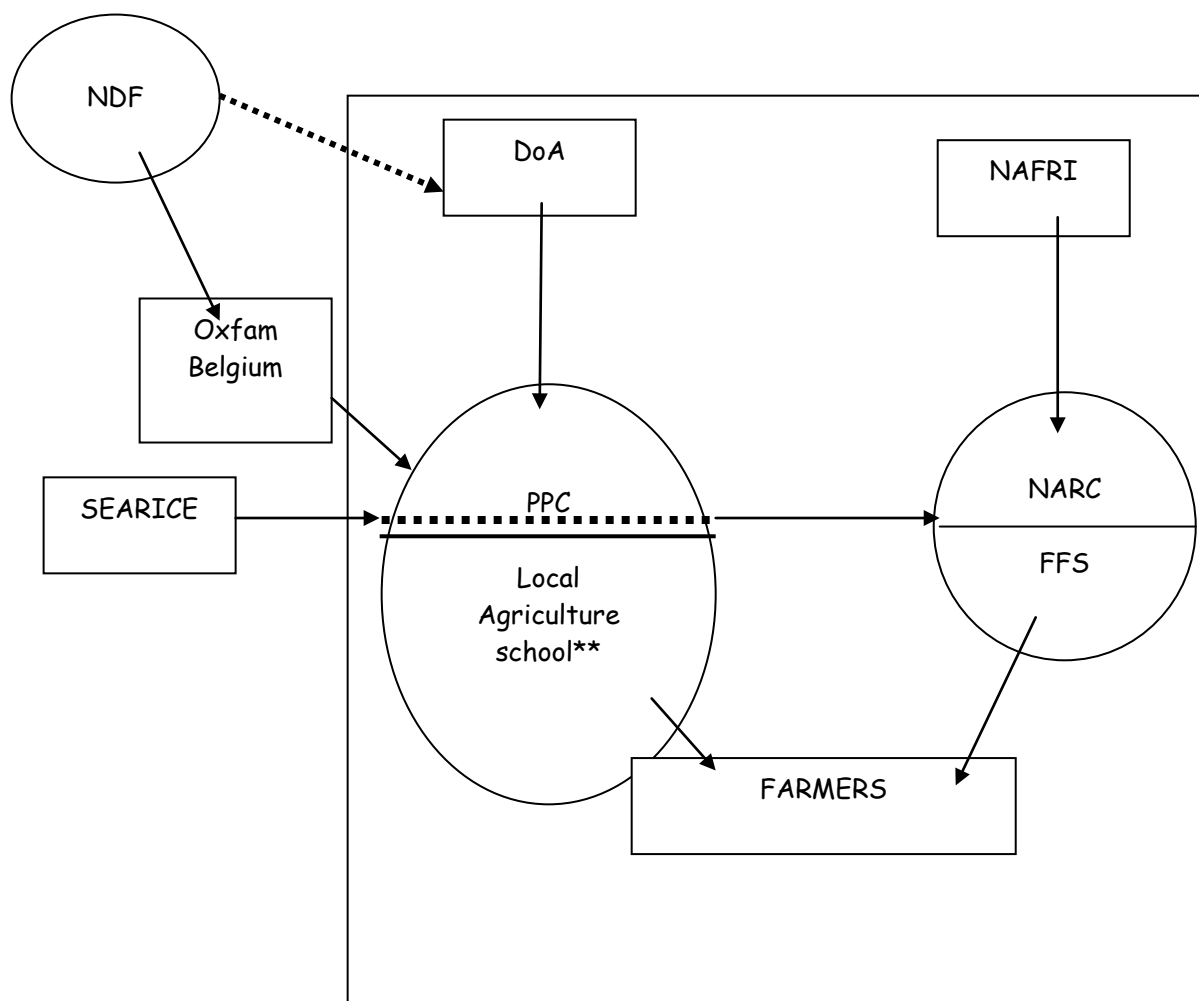 NDF
DoA
NAFRI
Oxfam
Belgium
SEARICE
PPC
NARC
FFS
Local
Agriculture
school**
FARMERS